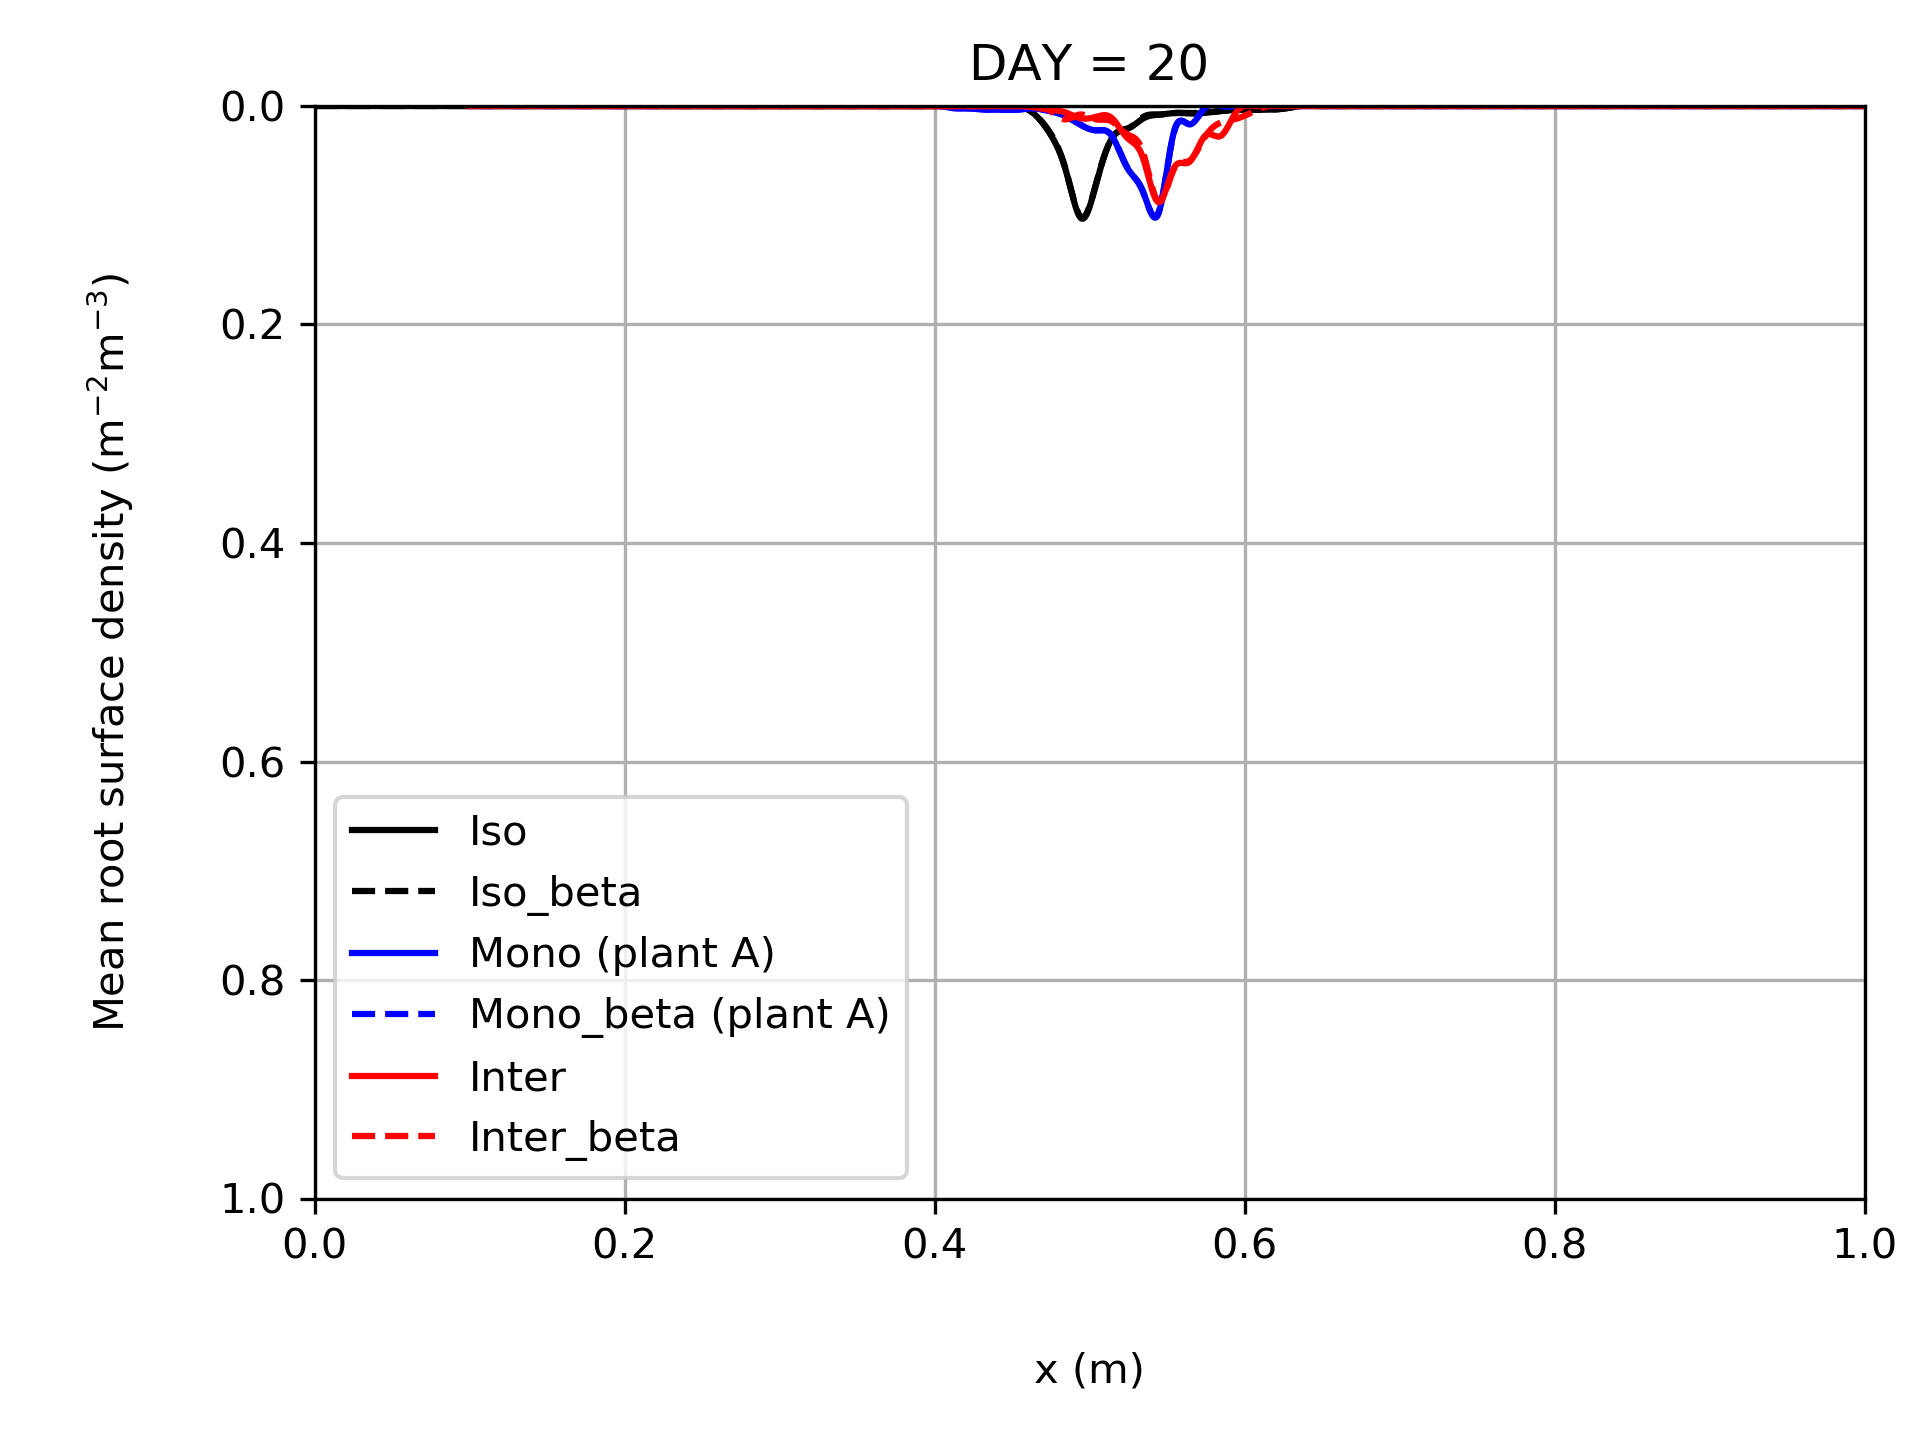 DAY = 20
Mean root surface density (m⁻²m⁻³)
0.0
0.2
0.4
0.6
0.8
1.0
Iso
Iso_beta
Mono (plant A)
Mono_beta (plant A)
Inter
Inter_beta
0.0 0.2 0.4 0.6 0.8 1.0
x (m)